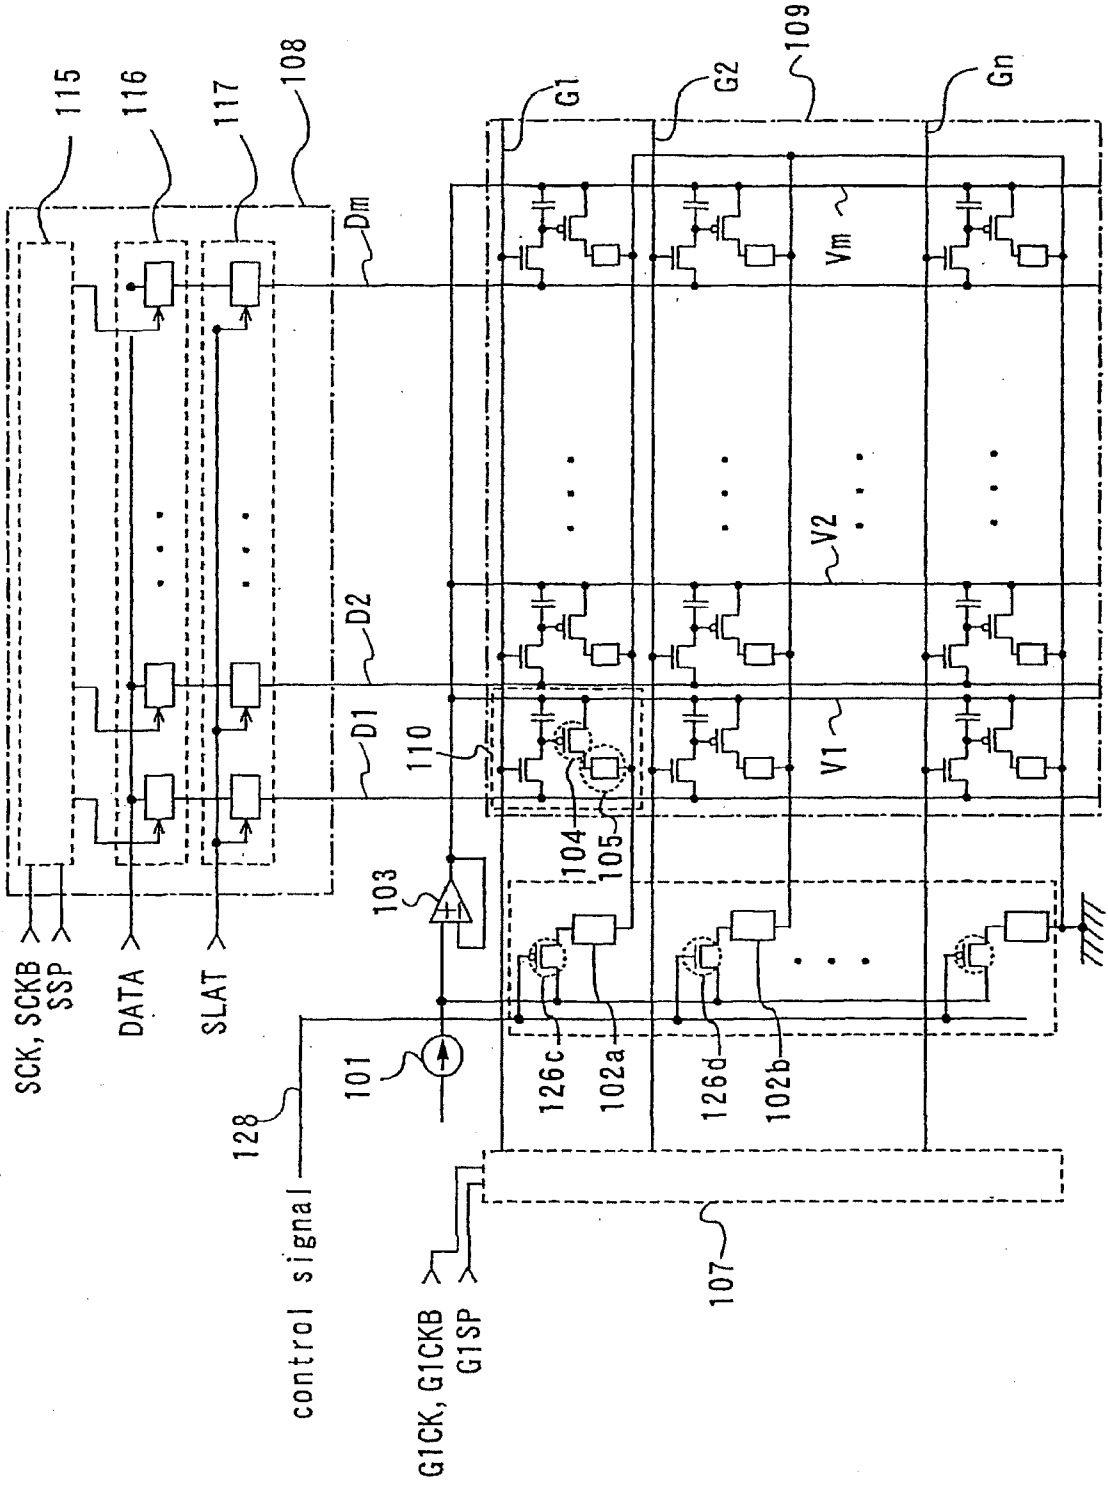 115
116
117
108
SCK, SCKB
SSP
DATA
SLAT
Dm
D2
D1
128
control signal
101
103
110
104
105
G1
G2
109
Gn
Vm
V2
V1
126c
102a
126d
102b
G1CK, G1CKB
G1SP
107